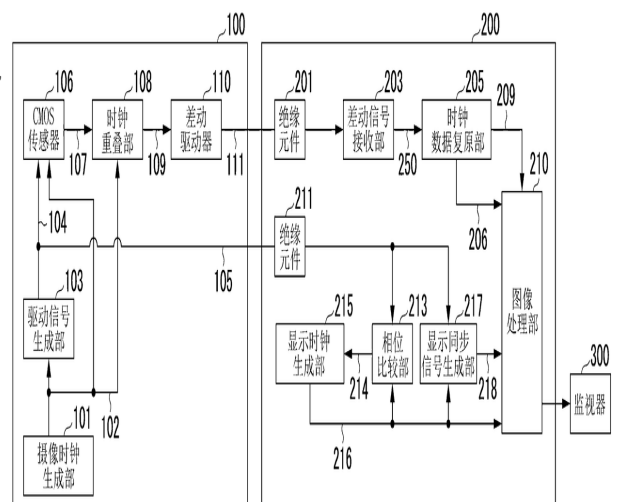 100
200
106
108
110
201
203
205
209
CMOS
传感器
时钟
重叠部
差动
驱动器
绝缘
元件
差动信号
接收部
时钟
数据复原部
107
109
111
250
210
104
211
206
绝缘
元件
105
103
215
213
217
图像
处理部
驱动信号
生成部
显示时钟
生成部
相位
比较部
显示同步
信号生成部
300
214
218
监视器
101
102
216
摄像时钟
生成部